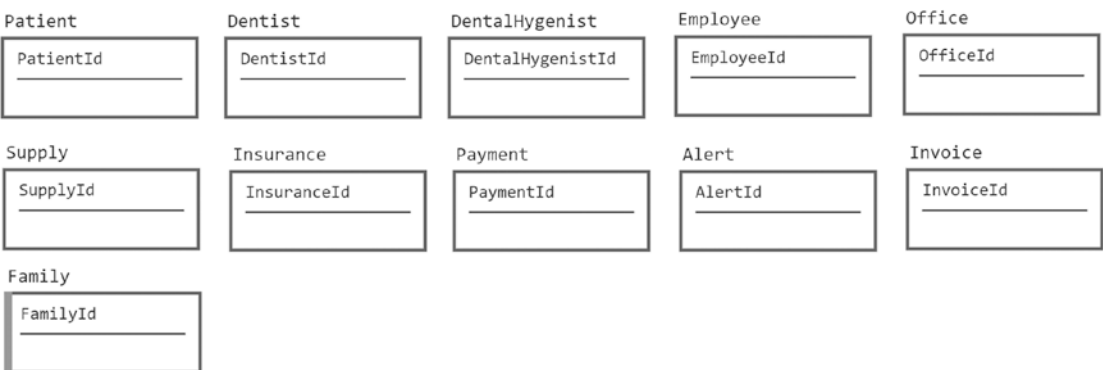 Patient Dentist DentalHygenist Employee Office
PatientId DentistId DentalHygenistId EmployeeId OfficeId
Supply Insurance Payment Alert Invoice
SupplyId InsuranceId PaymentId AlertId InvoiceId
Family
FamilyId